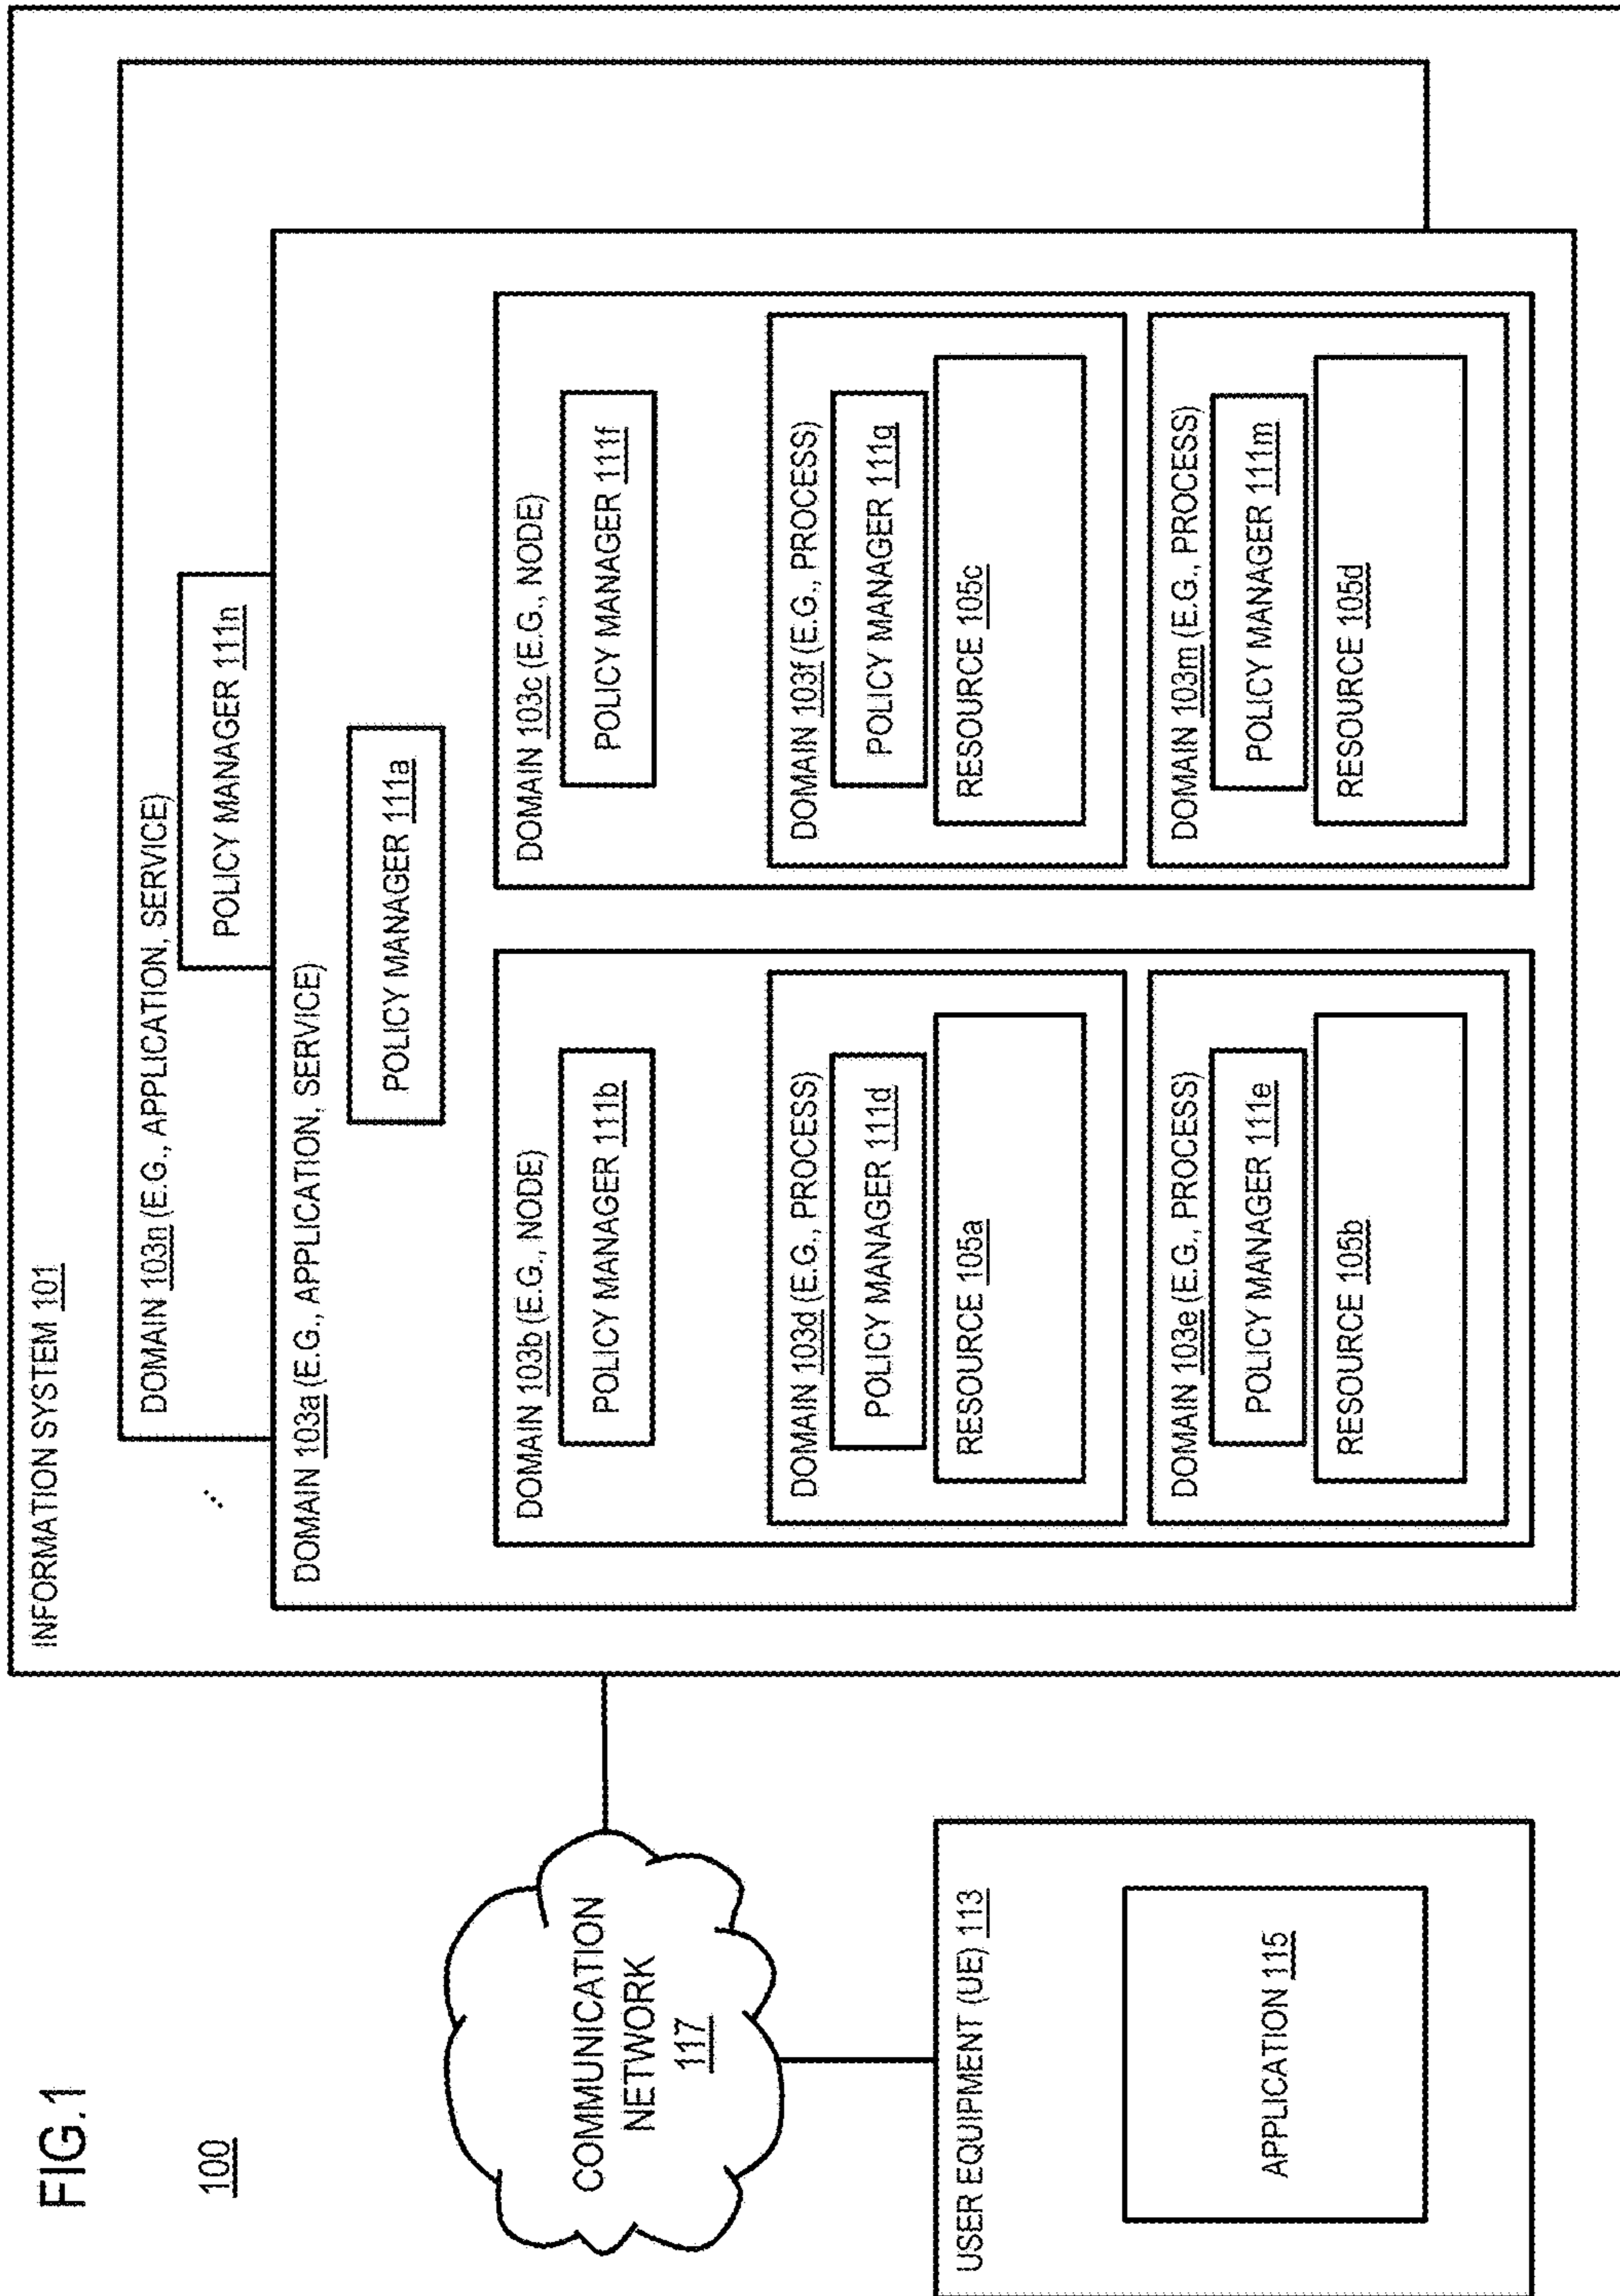 FIG.1
100
INFORMATION SYSTEM 101
DOMAIN 103n (E.G., APPLICATION, SERVICE)
POLICY MANAGER 111n
...
DOMAIN 103a (E.G., APPLICATION, SERVICE)
POLICY MANAGER 111a
DOMAIN 103b (E.G., NODE)
POLICY MANAGER 111b
DOMAIN 103d (E.G., PROCESS)
POLICY MANAGER 111d
RESOURCE 105a
DOMAIN 103e (E.G., PROCESS)
POLICY MANAGER 111e
RESOURCE 105b
DOMAIN 103c (E.G., NODE)
POLICY MANAGER 111f
DOMAIN 103f (E.G., PROCESS)
POLICY MANAGER 111g
RESOURCE 105c
DOMAIN 103m (E.G., PROCESS)
POLICY MANAGER 111m
RESOURCE 105d
COMMUNICATION
NETWORK
117
USER EQUIPMENT (UE) 113
APPLICATION 115